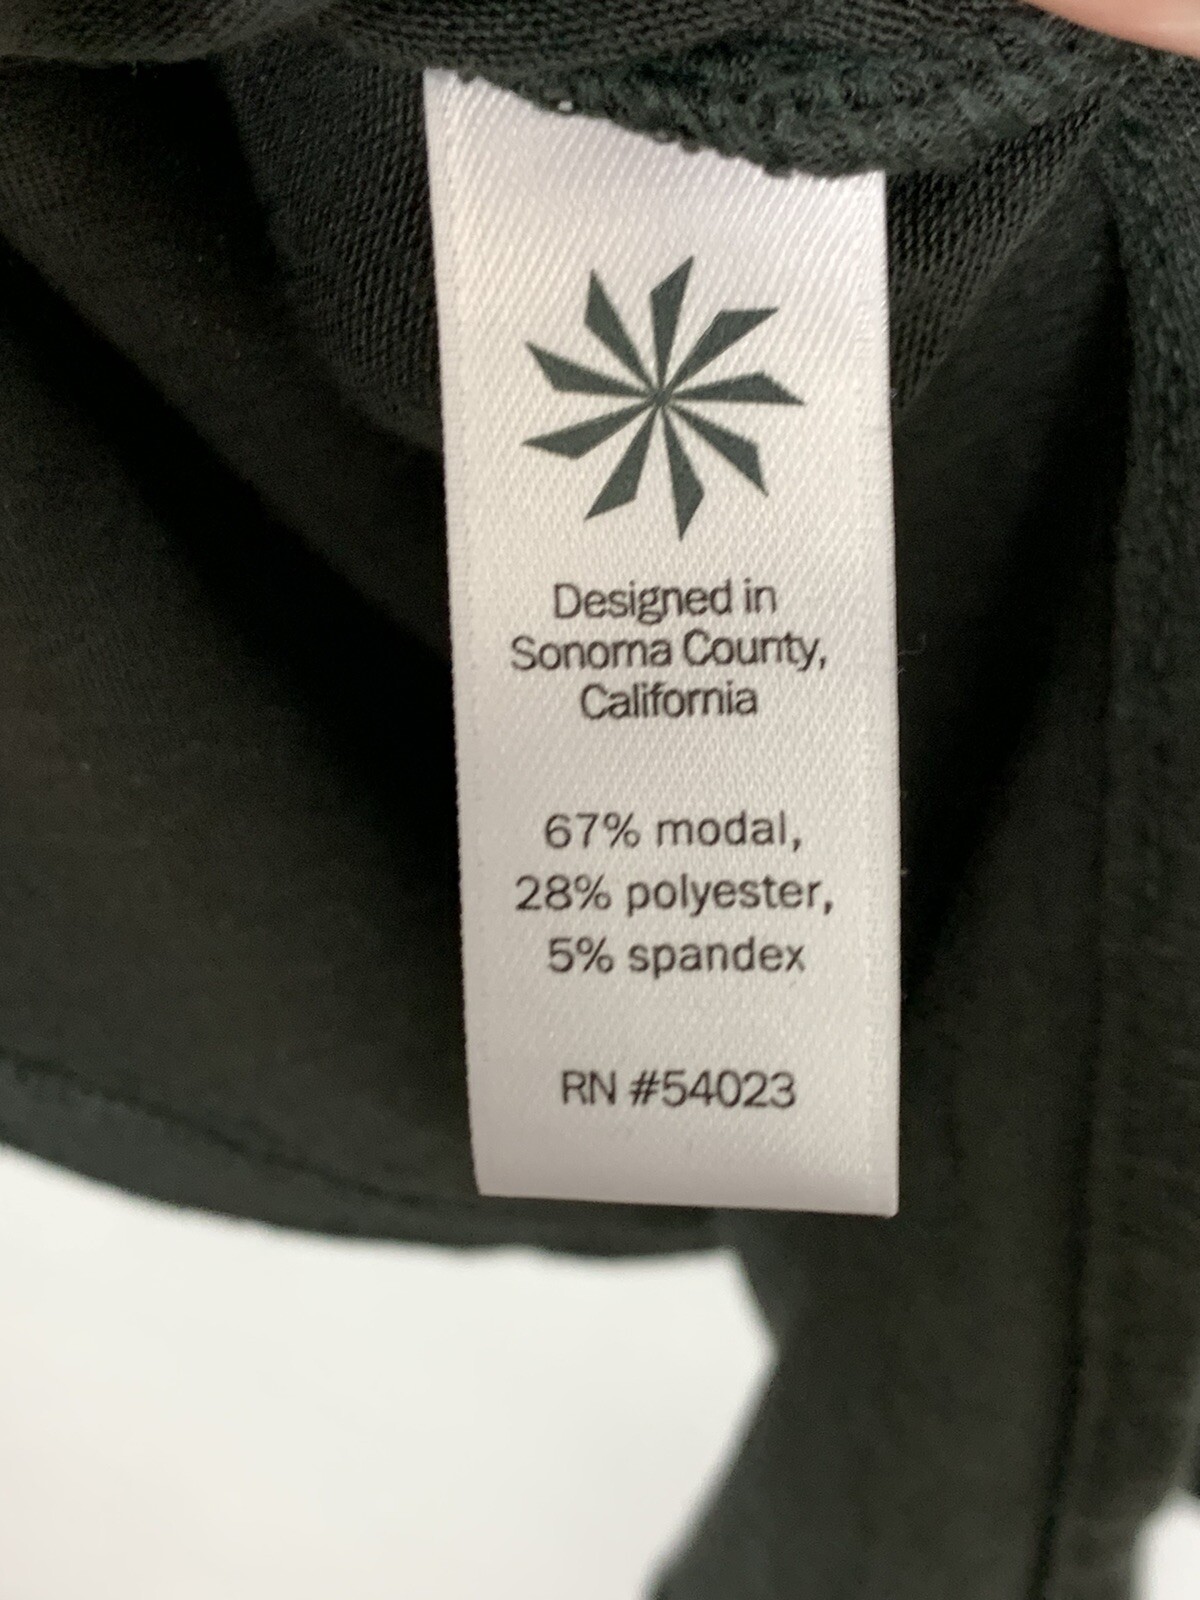 Designed in
Sonoma County,
California
67% modal,
28% polyester,
5% spandex
RN #54023